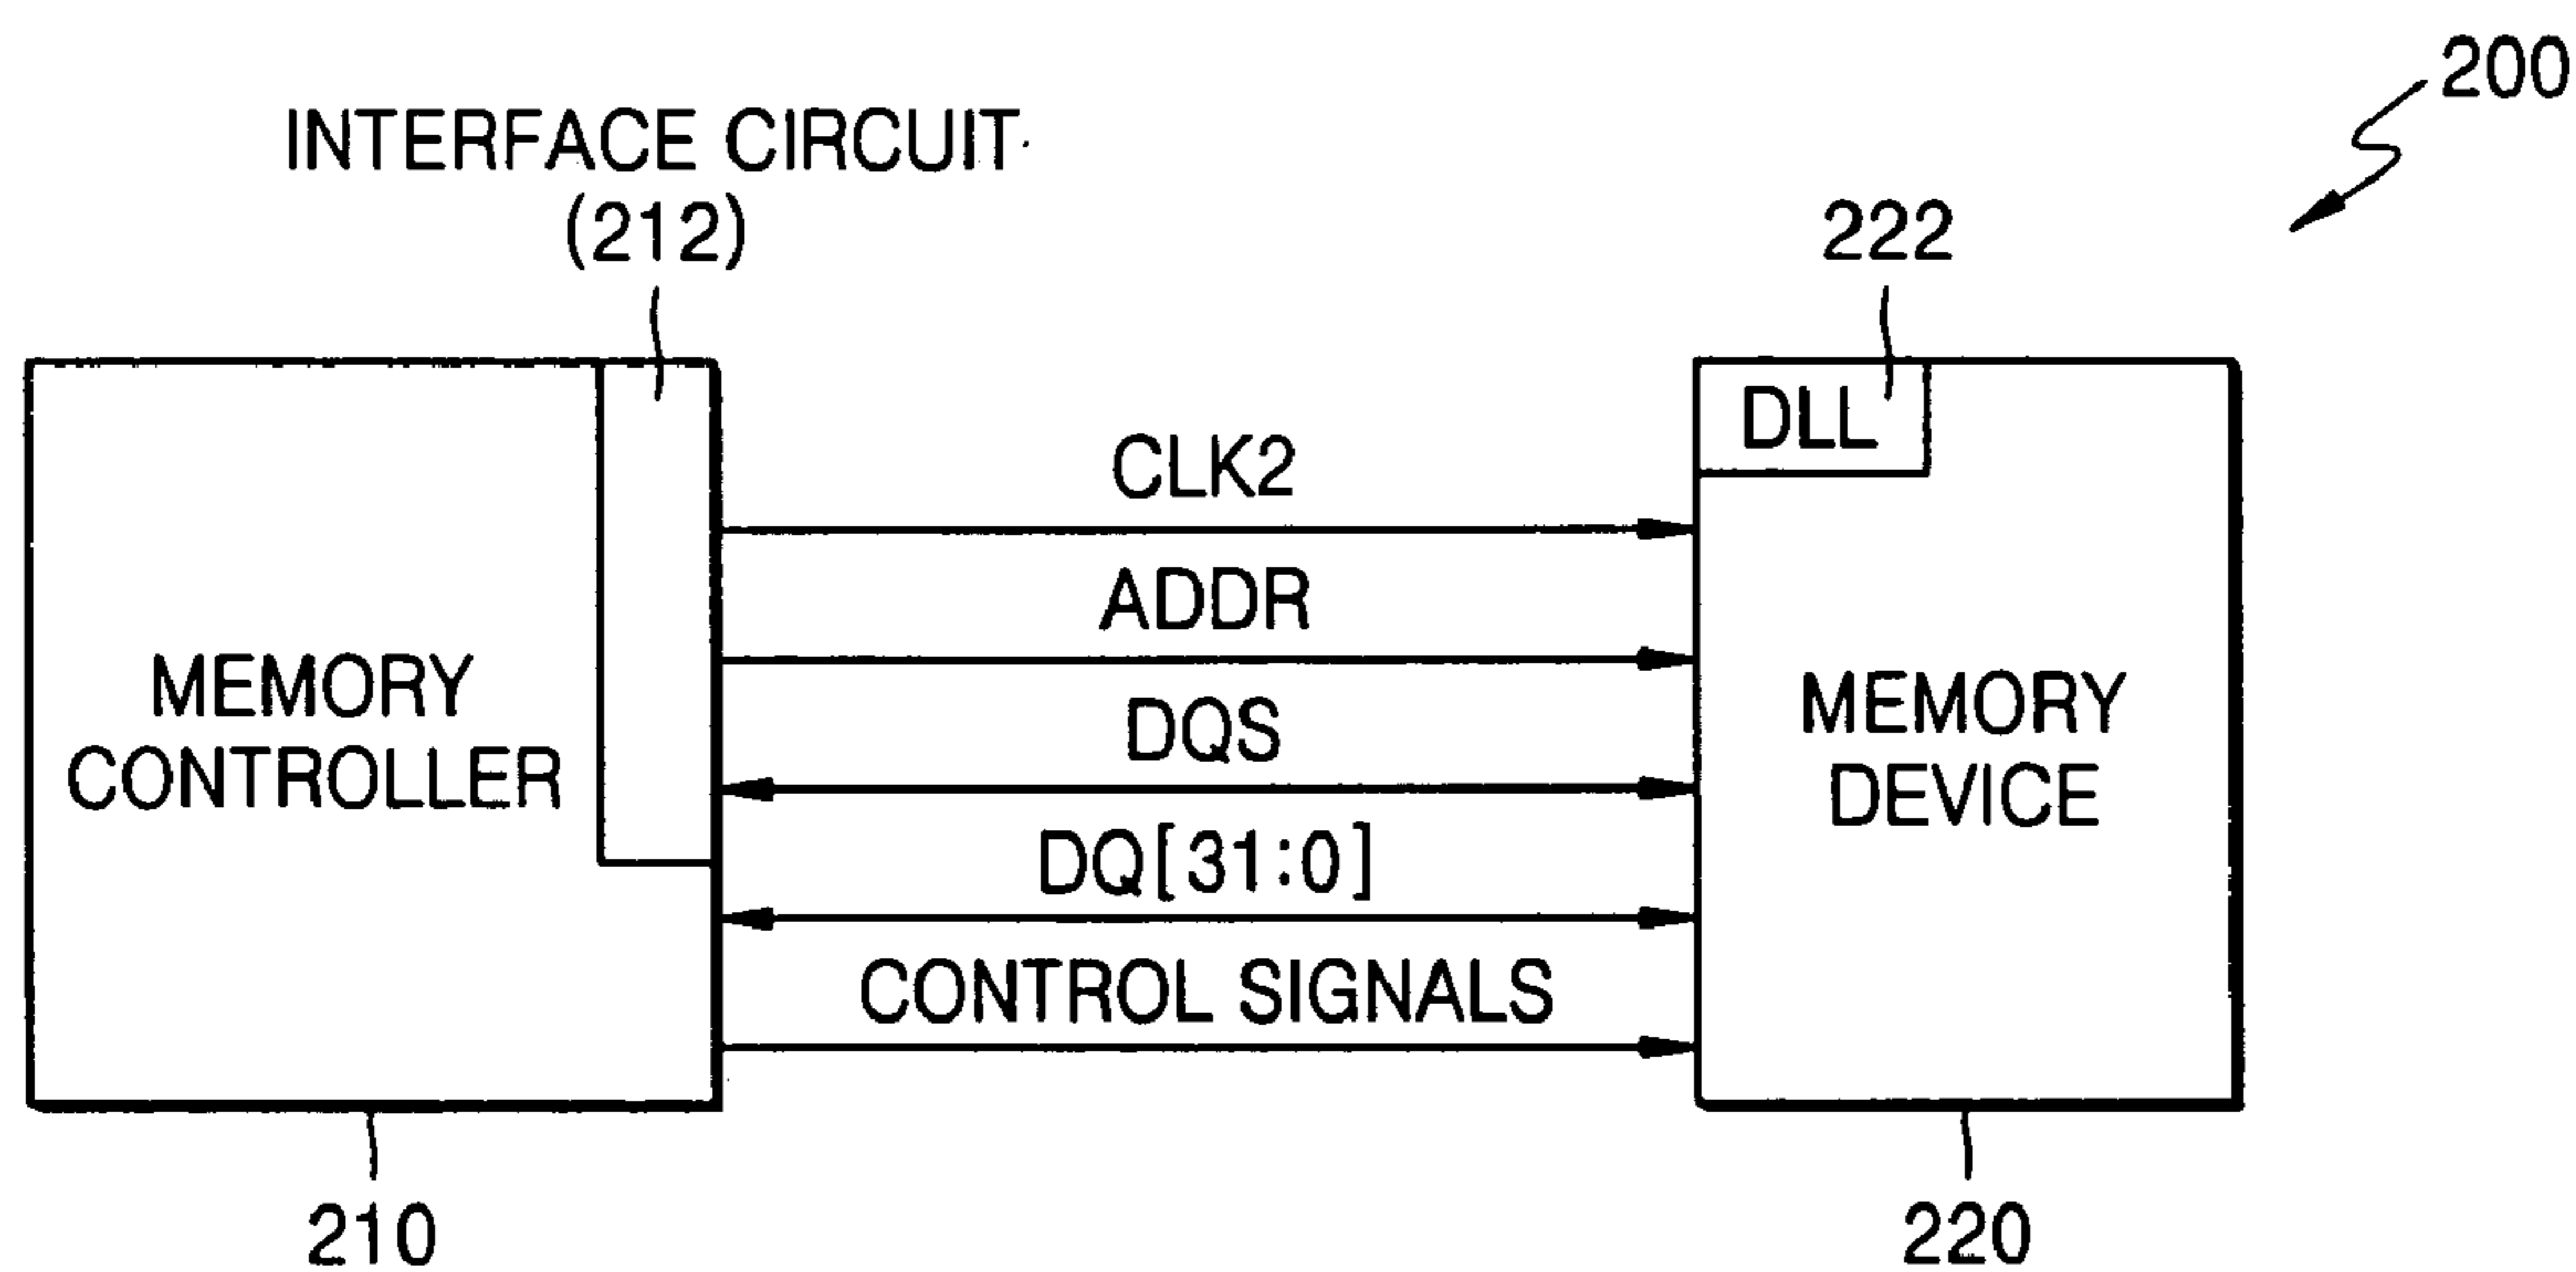 200
INTERFACE CIRCUIT
(212)
222
DLL
CLK2
ADDR
DQS
DQ[31:0]
CONTROL SIGNALS
MEMORY
CONTROLLER
MEMORY
DEVICE
210
220